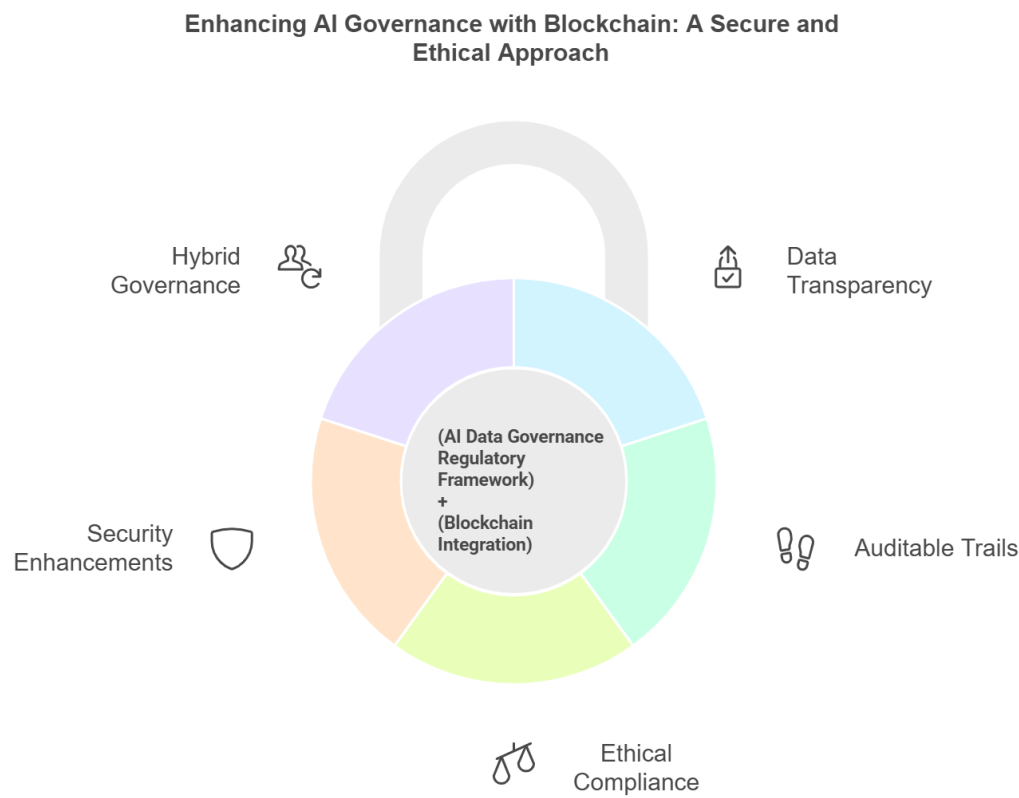 Enhancing AI Governance with Blockchain: A Secure and
Ethical Approach
Hybrid
Governance
Data
Transparency
(AI Data Governance
Regulatory
Framework)
+
(Blockchain
Integration)
Security
Enhancements
Auditable Trails
Ethical
Compliance